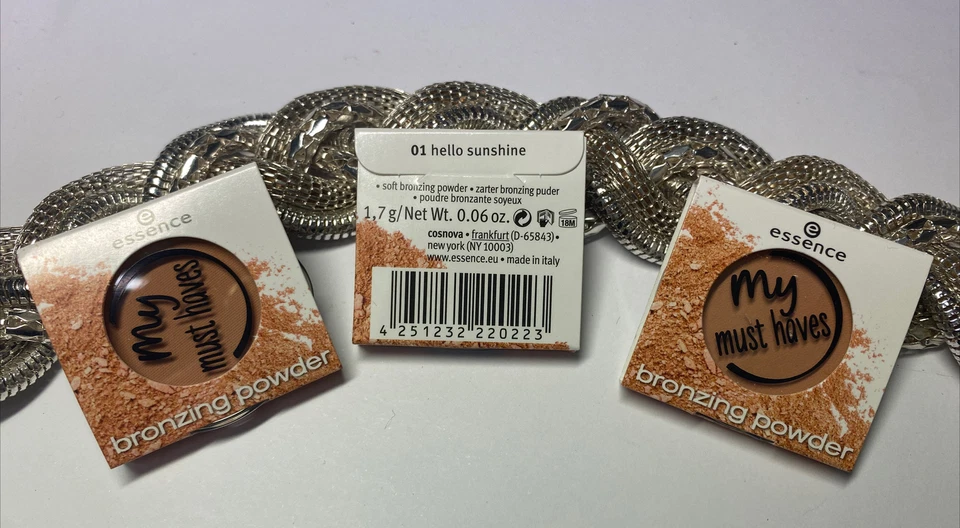 essence
my
must haves
bronzing powder
01 hello sunshine
• soft bronzing powder • zarter bronzing puder
• poudre bronzante soyeux
1,7 g/Net Wt. 0.06 oz.
18M
cosnova • frankfurt (D-65843) •
new york (NY 10003)
www.essence.eu • made in italy
4 251232 220223
essence
my
must haves
bronzing powder